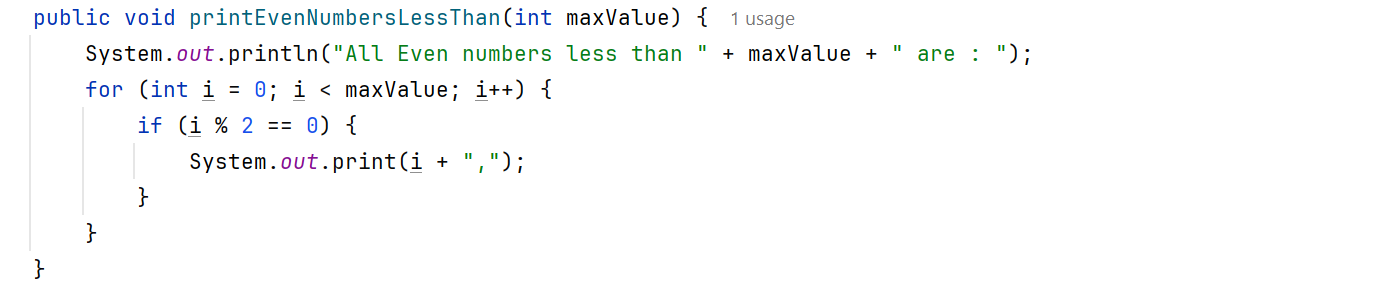 public void printEvenNumbersLessThan(int maxValue) { 1 usage
    System.out.println("All Even numbers less than " + maxValue + " are : ");
    for (int i = 0; i < maxValue; i++) {
        if (i % 2 == 0) {
            System.out.print(i + ",");
        }
    }
}